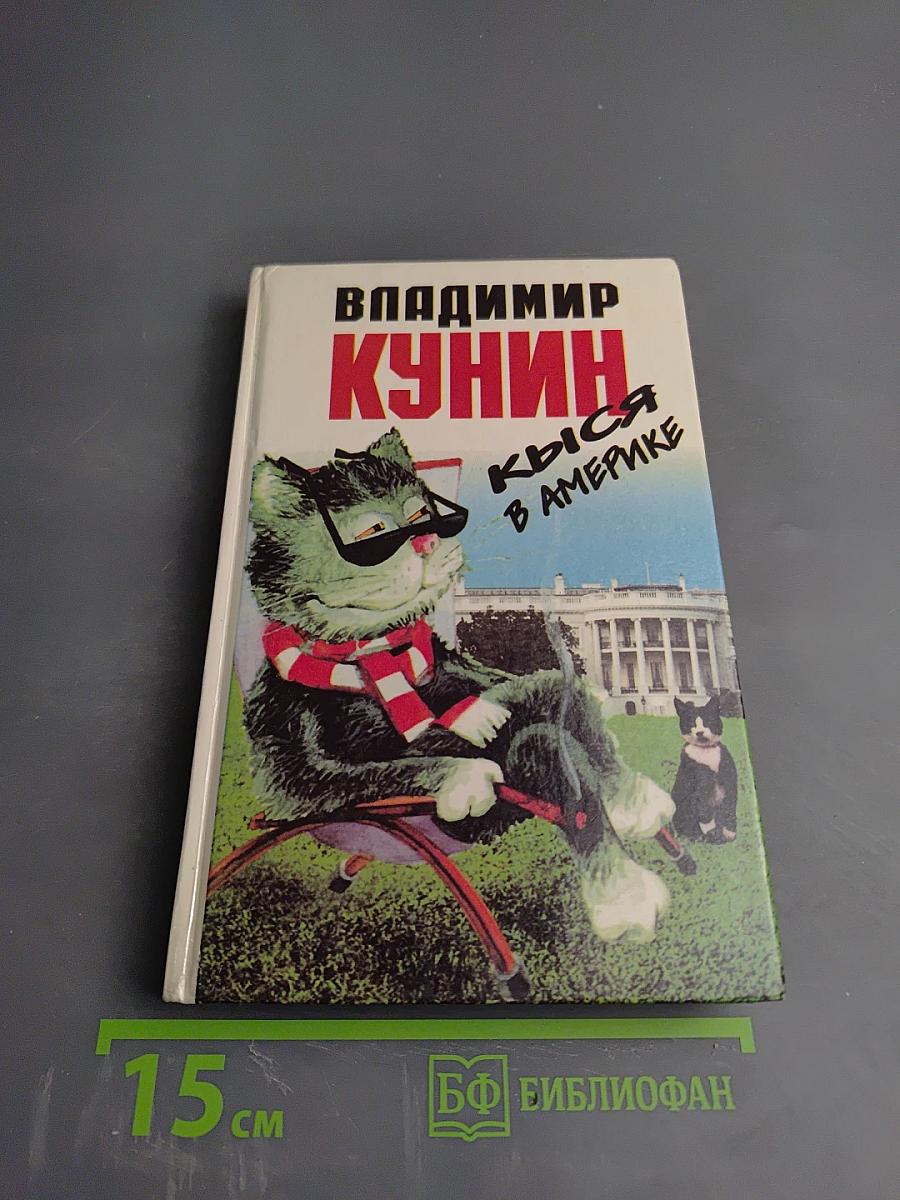 ВЛАДИМИР
КУНИН
КЫСЯ
В АМЕРИКЕ
15 см
БФ БИБЛИОФАН